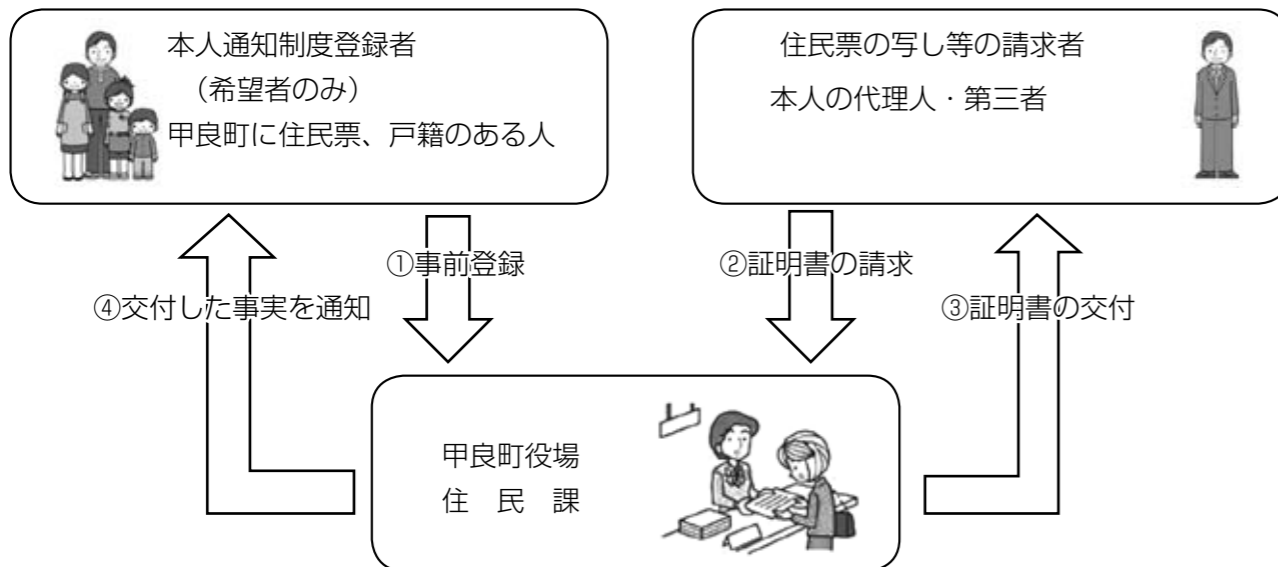 本人通知制度登録者
（希望者のみ）
甲良町に住民票、戸籍のある人
住民票の写し等の請求者
本人の代理人・第三者
①事前登録
②証明書の請求
④交付した事実を通知
③証明書の交付
甲良町役場
住　民　課